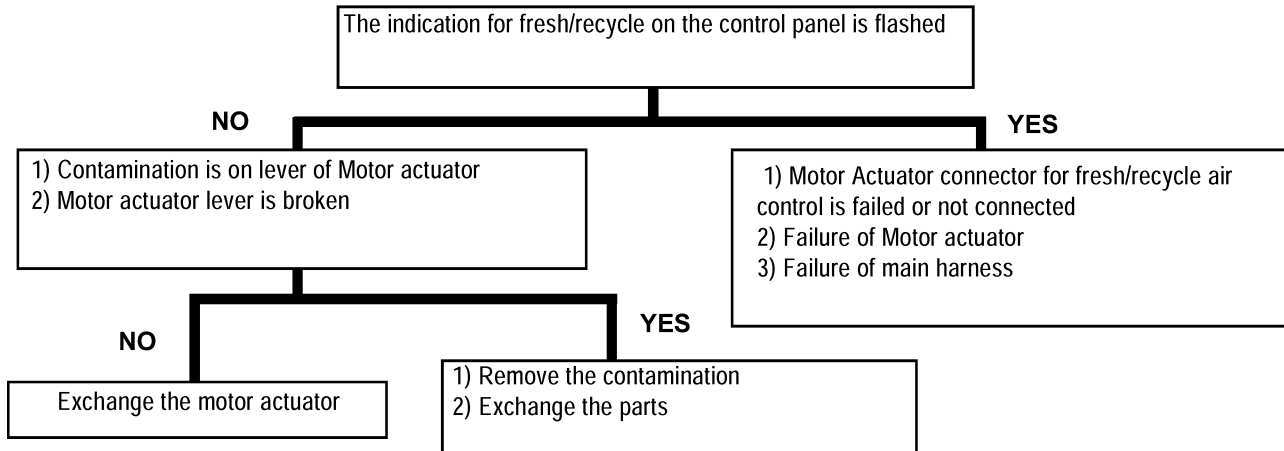 The indication for fresh/recycle on the control panel is flashed
NO
YES
1) Contamination is on lever of Motor actuator
2) Motor actuator lever is broken
1) Motor Actuator connector for fresh/recycle air
control is failed or not connected
2) Failure of Motor actuator
3) Failure of main harness
NO
YES
Exchange the motor actuator
1) Remove the contamination
2) Exchange the parts